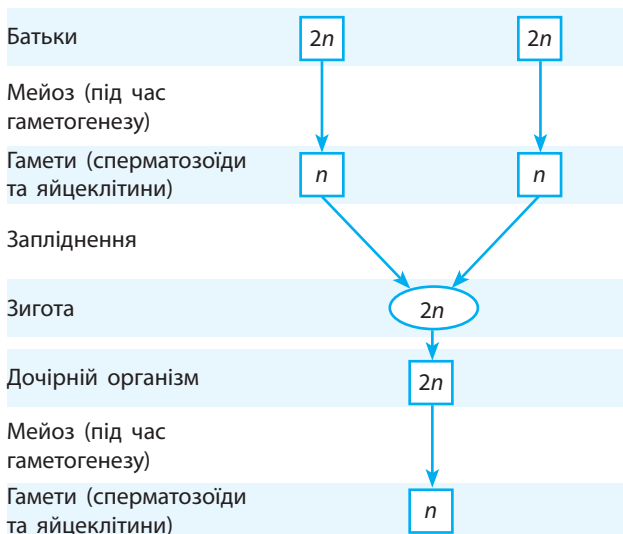 Батьки 2n 2n
Мейоз (під час
гаметогенезу)
Гамети (сперматозоїди
та яйцеклітини) n n
Запліднення
Зигота 2n
Дочірній організм 2n
Мейоз (під час
гаметогенезу)
Гамети (сперматозоїди
та яйцеклітини) n